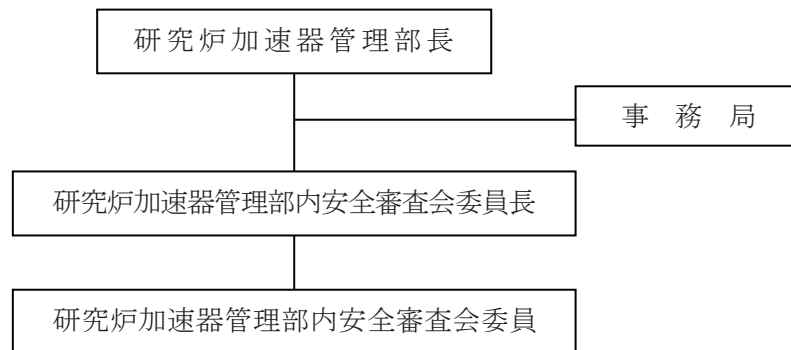 研究炉加速器管理部長
事務局
研究炉加速器管理部内安全審査会委員長
研究炉加速器管理部内安全審査会委員